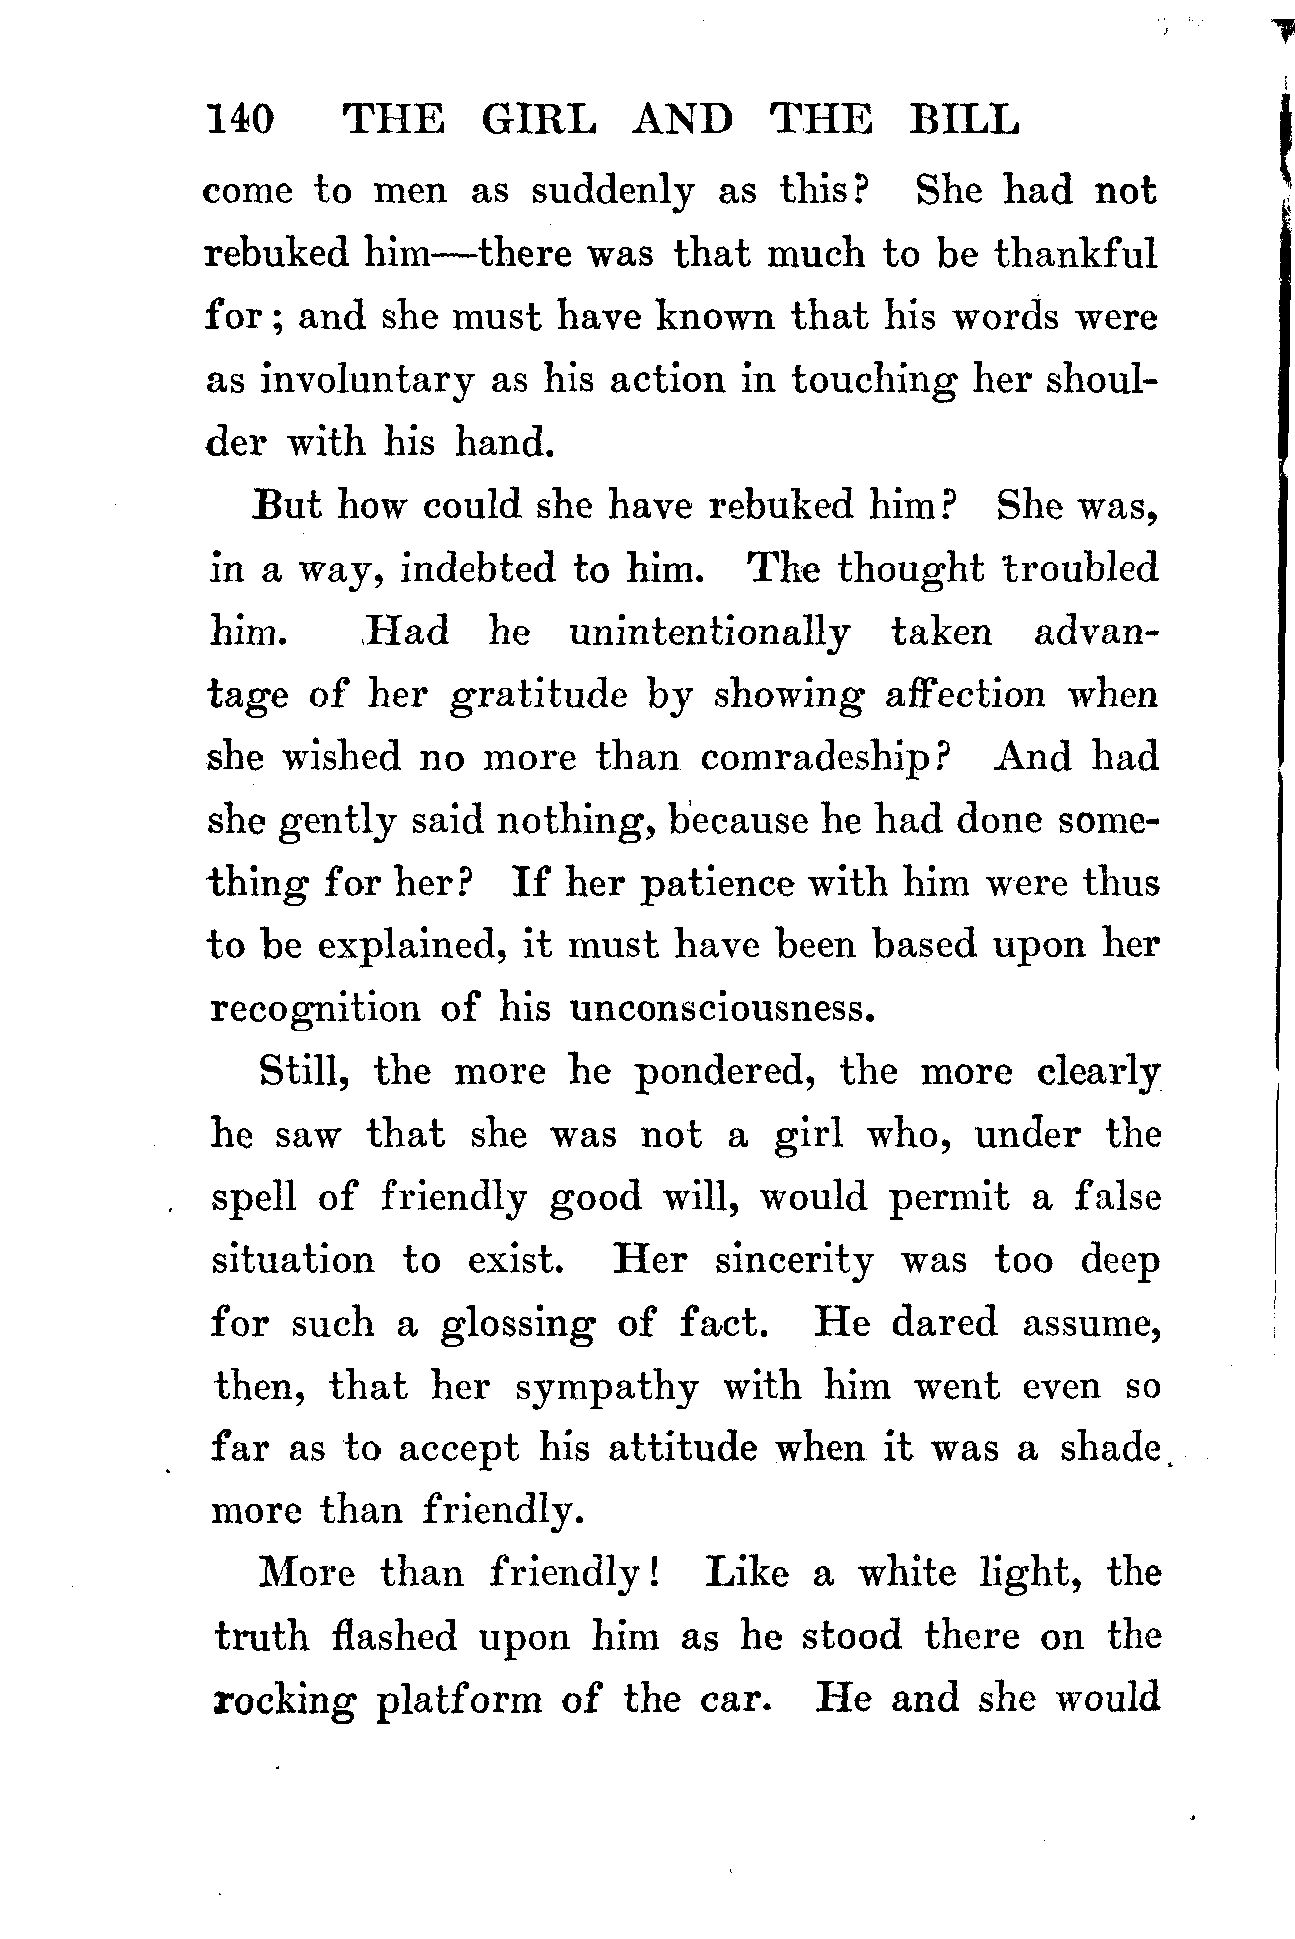 140 THE GIRL AND THE BILL
come to men as suddenly as this? She had not
rebuked him—there was that much to be thankful
for; and she must have known that his words were
as involuntary as his action in touching her shoul-
der with his hand.
But how could she have rebuked him? She was,
in a way, indebted to him. The thought troubled
him. Had he unintentionally taken advan-
tage of her gratitude by showing affection when
she wished no more than comradeship? And had
she gently said nothing, because he had done some-
thing for her? If her patience with him were thus
to be explained, it must have been based upon her
recognition of his unconsciousness.
Still, the more he pondered, the more clearly
he saw that she was not a girl who, under the
spell of friendly good will, would permit a false
situation to exist. Her sincerity was too deep
for such a glossing of fact. He dared assume,
then, that her sympathy with him went even so
far as to accept his attitude when it was a shade
more than friendly.
More than friendly! Like a white light, the
truth flashed upon him as he stood there on the
rocking platform of the car. He and she would